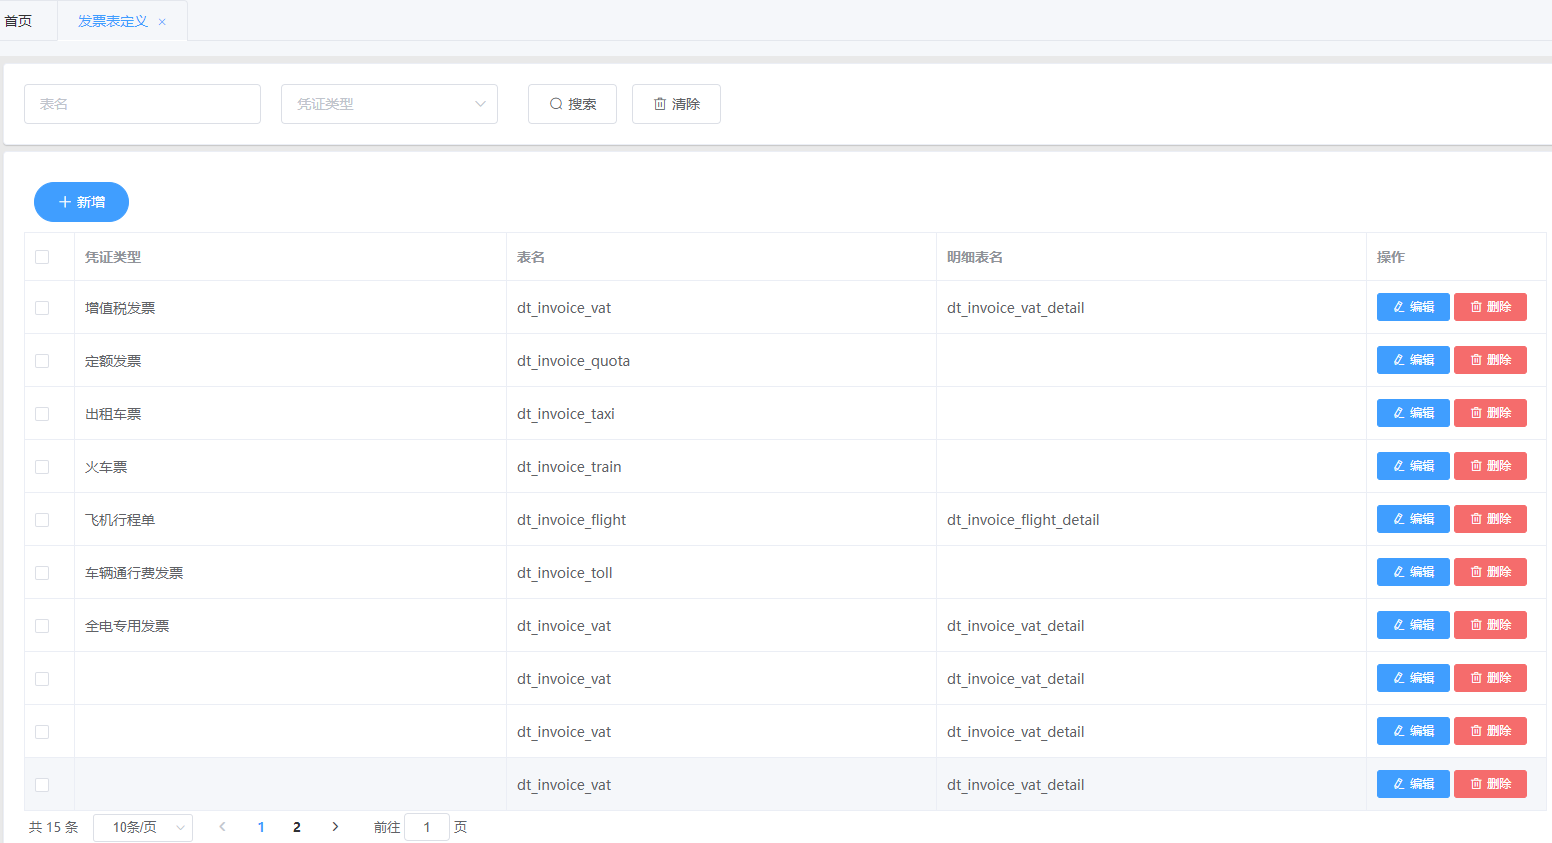 首页 发票表定义 ×
表名 凭证类型 搜索 清除
+ 新增
凭证类型 表名 明细表名 操作
增值税发票 dt_invoice_vat dt_invoice_vat_detail 编辑 删除
定额发票 dt_invoice_quota 编辑 删除
出租车票 dt_invoice_taxi 编辑 删除
火车票 dt_invoice_train 编辑 删除
飞机行程单 dt_invoice_flight dt_invoice_flight_detail 编辑 删除
车辆通行费发票 dt_invoice_toll 编辑 删除
全电专用发票 dt_invoice_vat dt_invoice_vat_detail 编辑 删除
dt_invoice_vat dt_invoice_vat_detail 编辑 删除
dt_invoice_vat dt_invoice_vat_detail 编辑 删除
dt_invoice_vat dt_invoice_vat_detail 编辑 删除
共 15 条 10条/页 < 1 2 > 前往 1 页